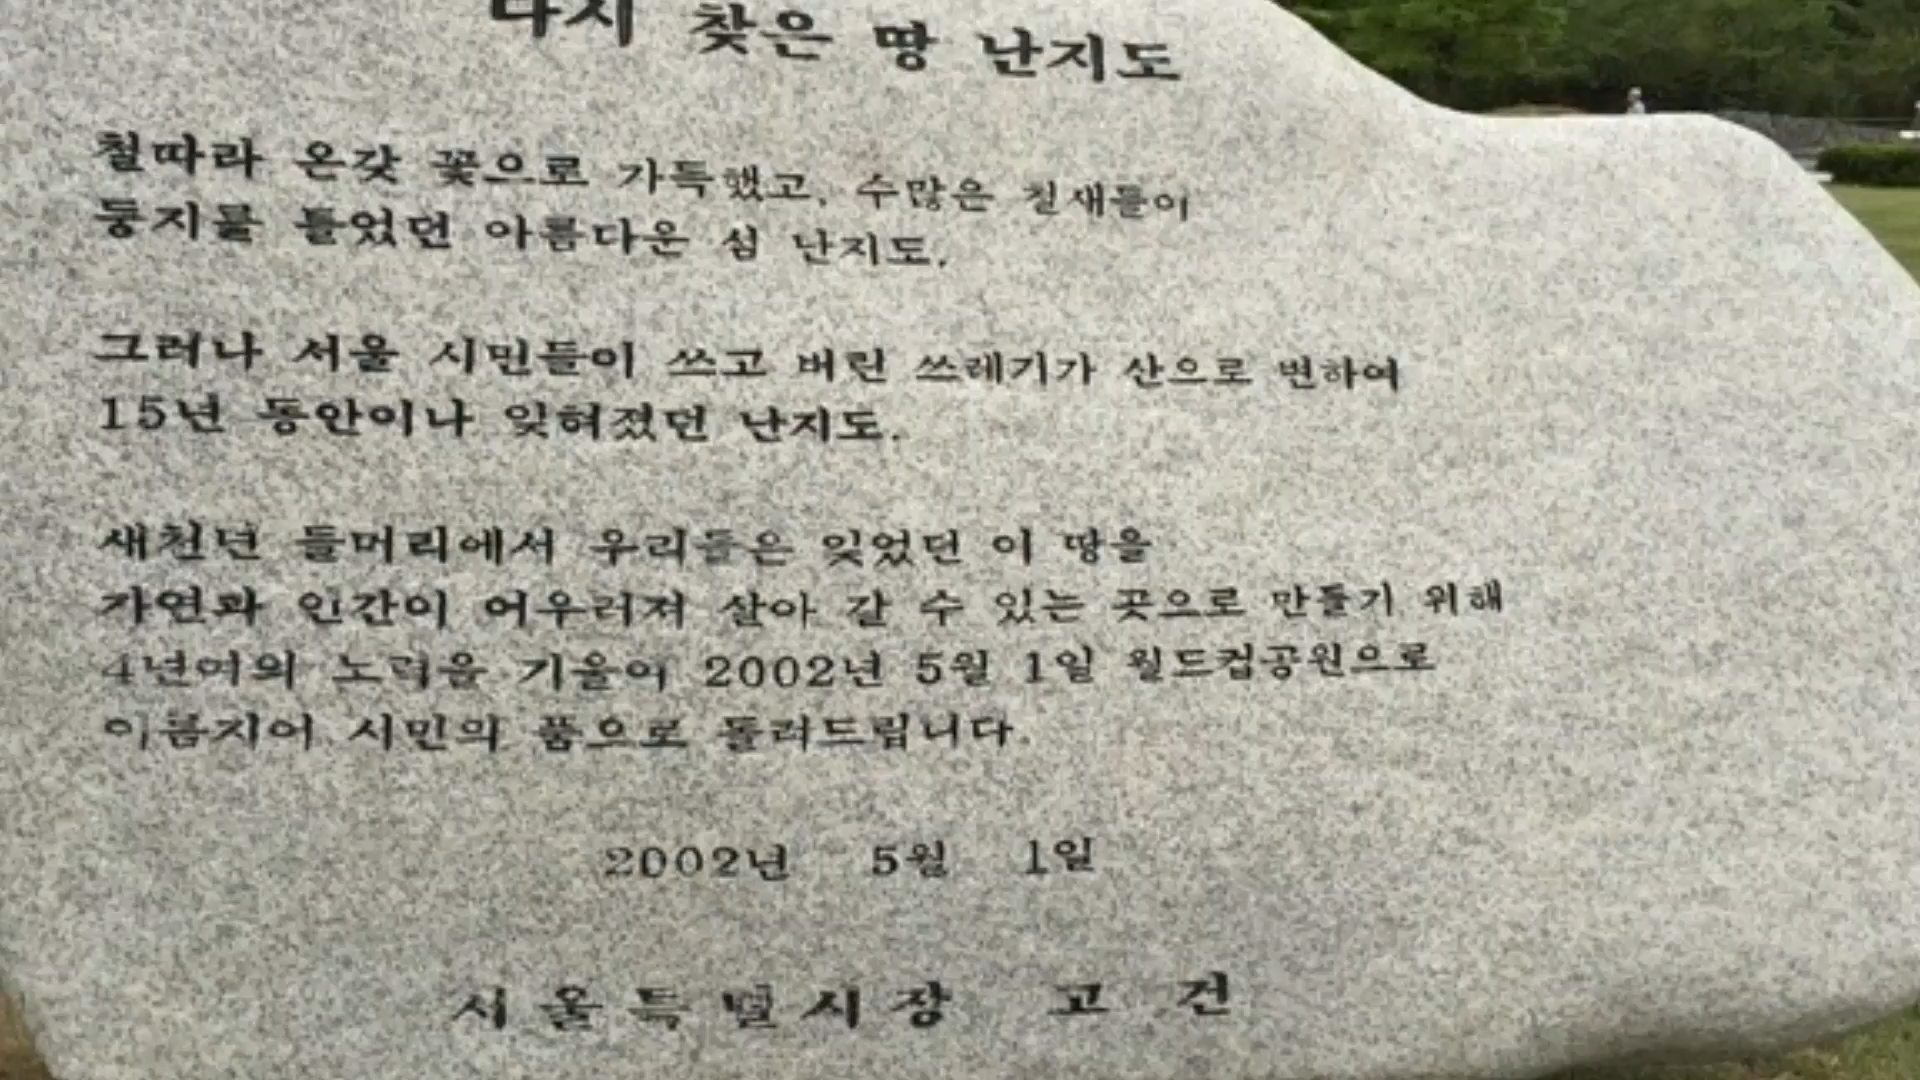 다시 찾은 땅 난지도
철따라 온갖 꽃으로 가득했고, 수많은 철새들이
둥지를 틀었던 아름다운 섬 난지도.
그러나 서울 시민들이 쓰고 버린 쓰레기가 산으로 변하여
15년 동안이나 잊혀졌던 난지도.
새천년 들머리에서 우리들은 잊었던 이 땅을
자연과 인간이 어우러져 살아 갈 수 있는 곳으로 만들기 위해
4년여의 노력을 기울여 2002년 5월 1일 월드컵공원으로
이름지어 시민의 품으로 돌려드립니다.
2002년 5월 1일
서울특별시장 고 건